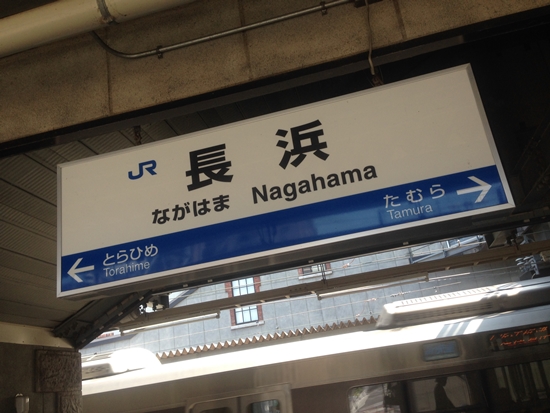 JR 長浜
ながはま Nagahama
←とらひめ
Torahime
たむら→
Tamura